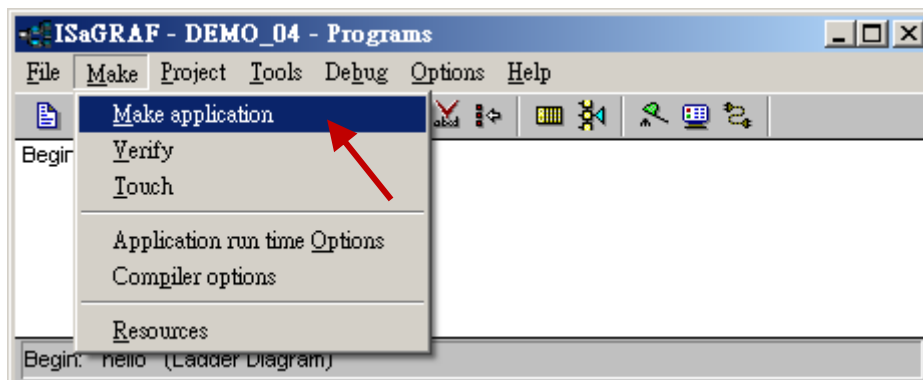 ISaGRAF - DEMO_04 - Programs
File Make Project Tools Debug Options Help
Make application
Begin
Verify
Touch
Application run time Options
Compiler options
Resources
Begin: hello (Ladder Diagram)